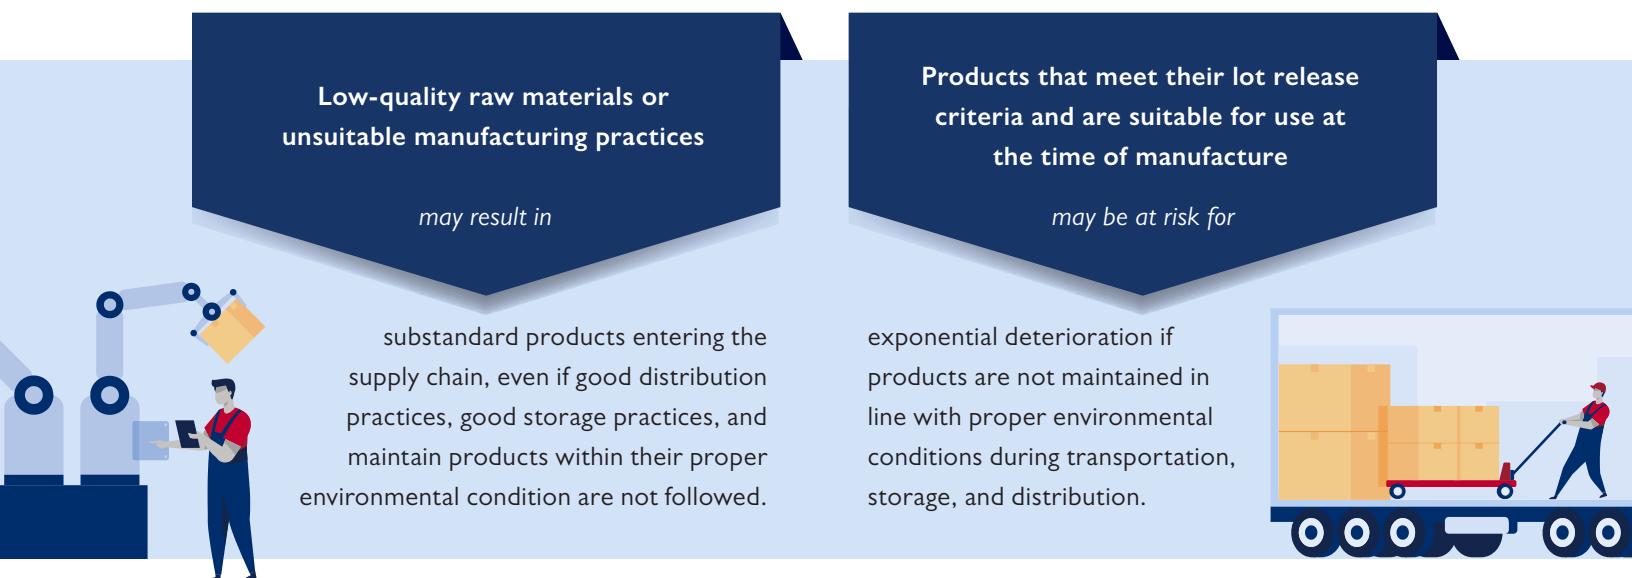 Low-quality raw materials or
unsuitable manufacturing practices
may result in
substandard products entering the
supply chain, even if good distribution
practices, good storage practices, and
maintain products within their proper
environmental condition are not followed.
Products that meet their lot release
criteria and are suitable for use at
the time of manufacture
may be at risk for
exponential deterioration if
products are not maintained in
line with proper environmental
conditions during transportation,
storage, and distribution.